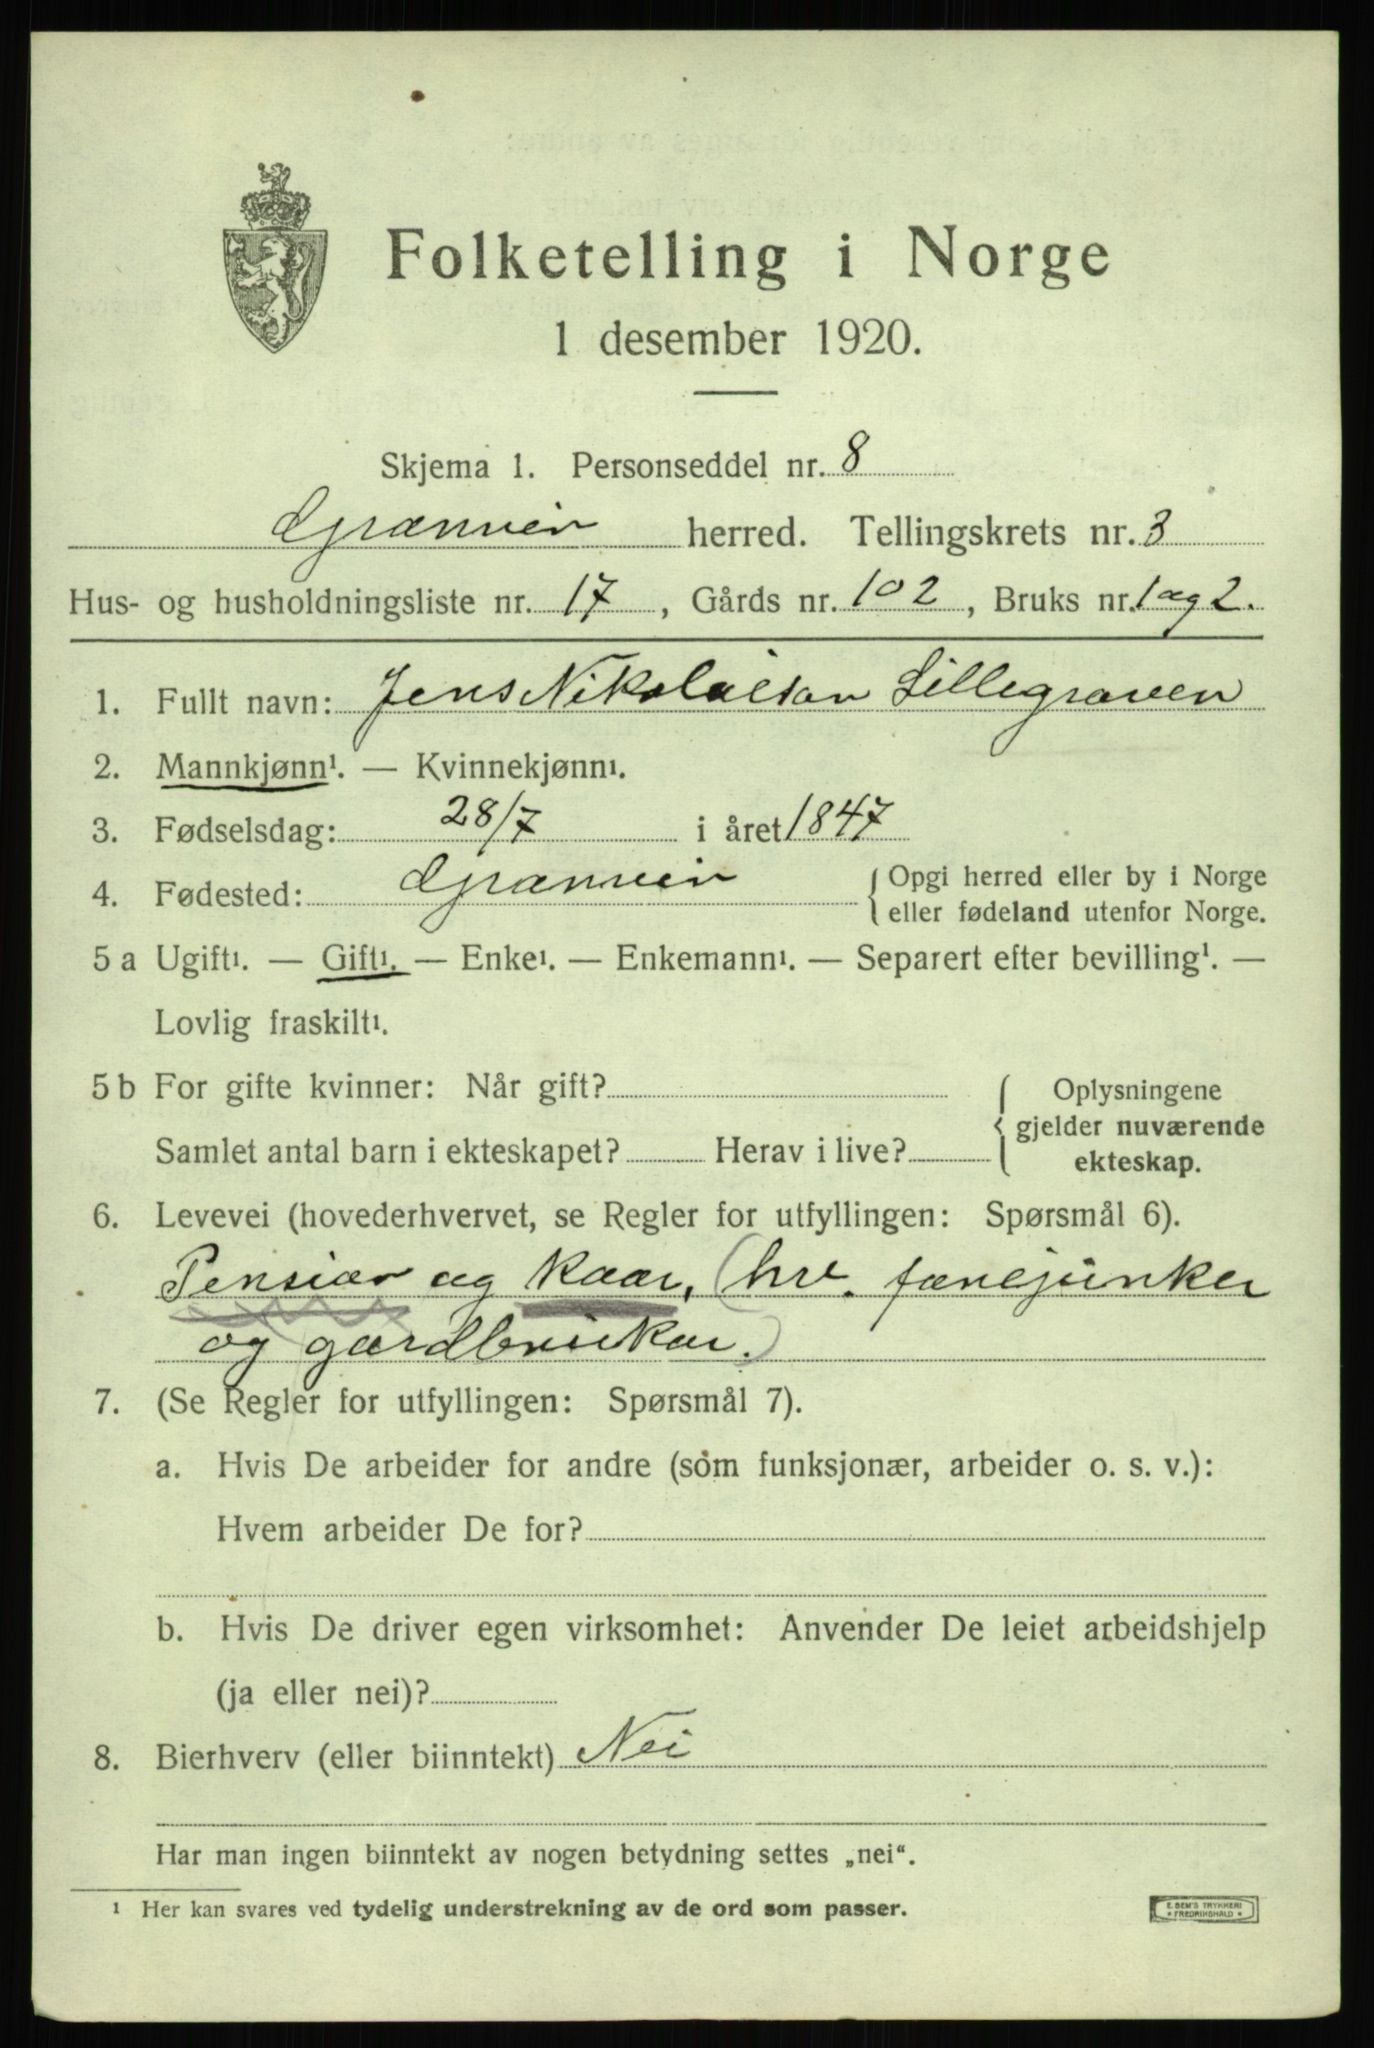 Folketelling i Norge
1 desember 1920.
Skjema 1. Personseddel nr. 8
Granvin herred. Tellingskrets nr. 3
Hus- og husholdningsliste nr. 17, Gårds nr. 102, Bruks nr. 1 og 2.
1. Fullt navn: Jens Nikolaison Lillegraven
2. Mannkjønn¹. — Kvinnekjønn¹.
3. Fødselsdag: 28/7 i året 1847
4. Fødested: Granvin { Opgi herred eller by i Norge
eller fødeland utenfor Norge.
5 a Ugift¹. — Gift¹. — Enke¹. — Enkemann¹. — Separert efter bevilling¹. —
Lovlig fraskilt¹.
5 b For gifte kvinner: Når gift? { Oplysningene
gjelder nuværende
Samlet antal barn i ekteskapet? Herav i live?
ekteskap.
6. Levevei (hovederhvervet, se Regler for utfyllingen: Spørsmål 6).
Pension og kaar, (hv. fanejunker
og gardbrukar.)
7. (Se Regler for utfyllingen: Spørsmål 7).
a. Hvis De arbeider for andre (som funksjonær, arbeider o. s. v.):
Hvem arbeider De for?
b. Hvis De driver egen virksomhet: Anvender De leiet arbeidshjelp
(ja eller nei)?
8. Bierhverv (eller biinntekt) Nei
Har man ingen biinntekt av nogen betydning settes „nei“.
¹ Her kan svares ved tydelig understrekning av de ord som passer.
E. SEM'S TRYKKERI
* FREDRIKSHALD *